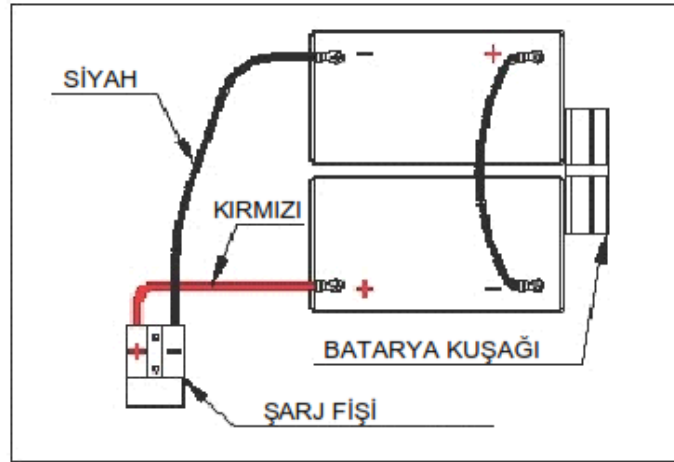 - +
SİYAH
KIRMIZI
+ -
+ -
BATARYA KUŞAĞI
ŞARJ FİŞİ